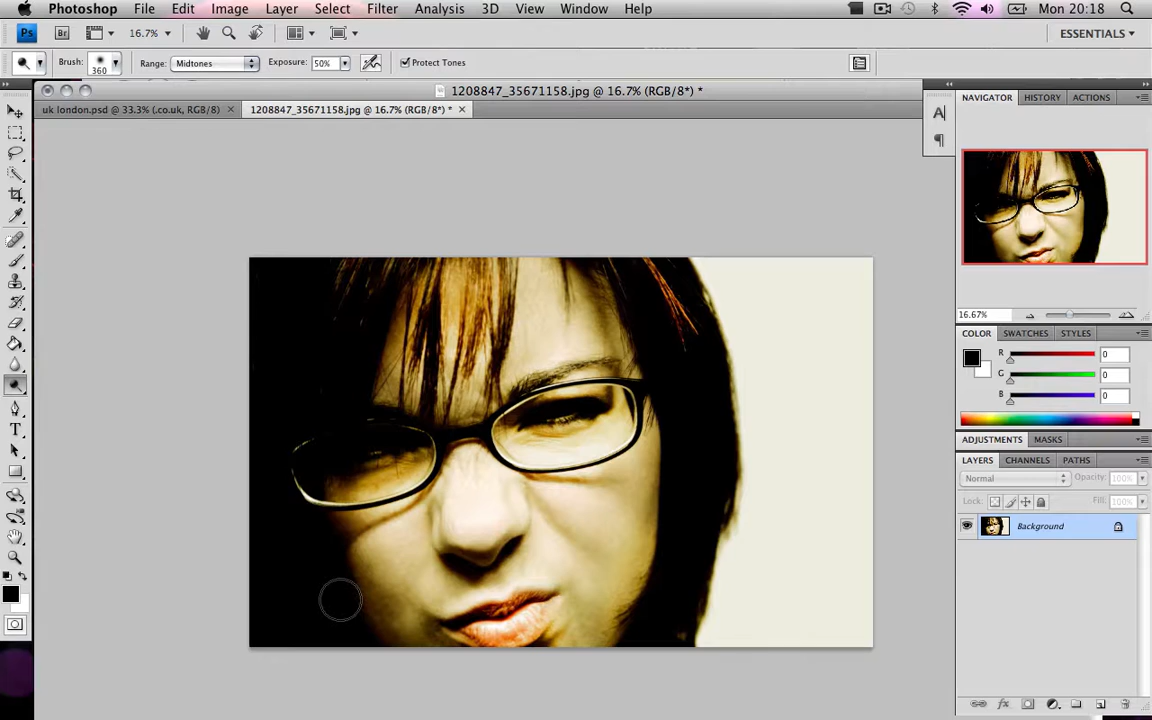 Photoshop File Edit Image Layer Select Filter Analysis 3D View Window Help Mon 20:18
Ps Br 16.7% ESSENTIALS
Brush: 360 Range: Midtones Exposure: 50% Protect Tones
1208847_35671158.jpg @ 16.7% (RGB/8*) *
uk london.psd @ 33.3% (.co.uk, RGB/8) 1208847_35671158.jpg @ 16.7% (RGB/8*) *
NAVIGATOR HISTORY ACTIONS
16.67%
COLOR SWATCHES STYLES
R 0
G 0
B 0
ADJUSTMENTS MASKS
LAYERS CHANNELS PATHS
Normal Opacity: 100%
Lock: Fill: 100%
Background